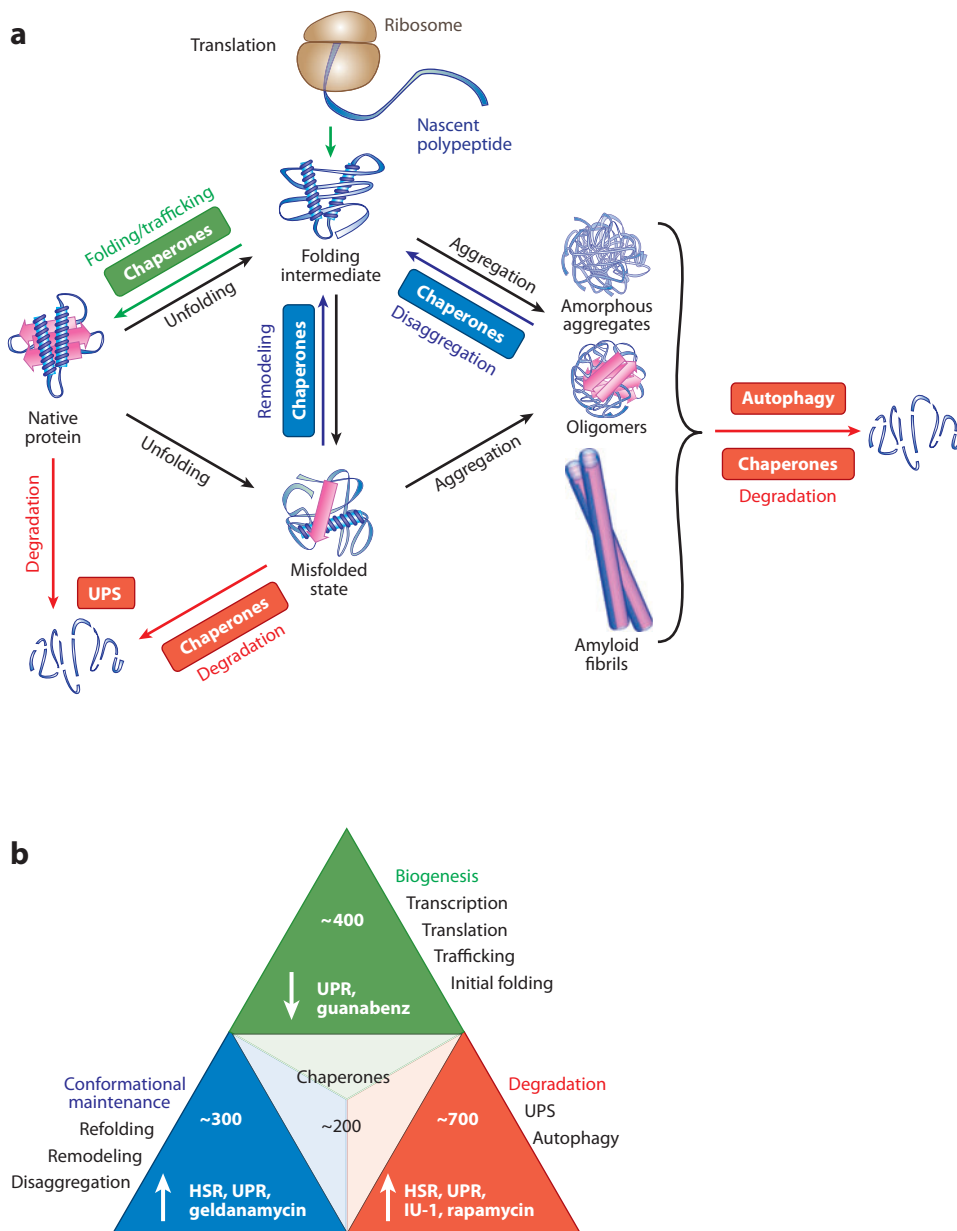 a
Ribosome
Translation
Nascent
polypeptide
Folding/trafficking
Chaperones
Unfolding
Folding
intermediate
Aggregation
Chaperones
Disaggregation
Amorphous
aggregates
Remodeling
Chaperones
Native
protein
Oligomers
Autophagy
Chaperones
Degradation
Unfolding
Aggregation
Degradation
Misfolded
state
UPS
Chaperones
Degradation
Amyloid
fibrils
b
Biogenesis
Transcription
Translation
Trafficking
Initial folding
~400
UPR,
guanabenz
Chaperones
~200
Conformational
maintenance
Refolding
Remodeling
Disaggregation
~300
HSR, UPR,
geldanamycin
~700
HSR, UPR,
IU-1, rapamycin
Degradation
UPS
Autophagy